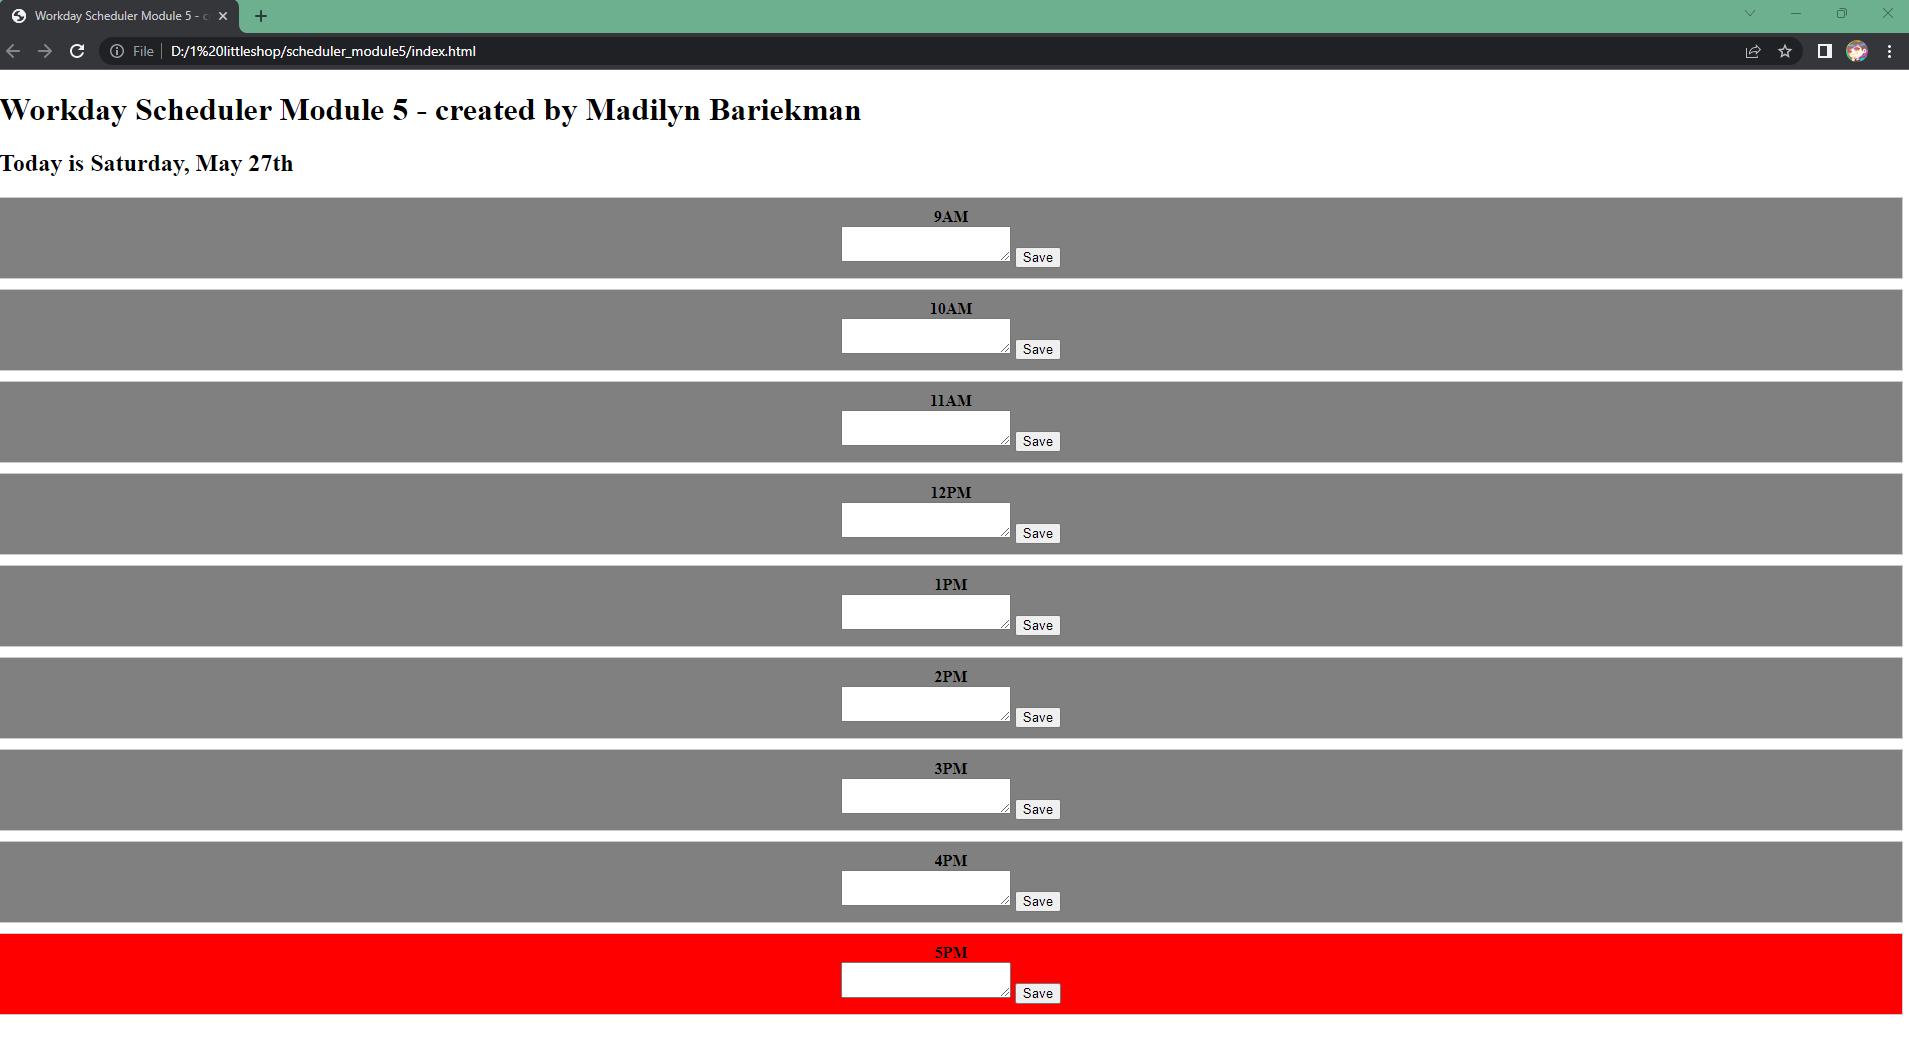 Workday Scheduler Module 5 - c
File
D:/1%20littleshop/scheduler_module5/index.html
Workday Scheduler Module 5 - created by Madilyn Bariekman
Today is Saturday, May 27th
9AM
Save
10AM
Save
11AM
Save
12PM
Save
1PM
Save
2PM
Save
3PM
Save
4PM
Save
5PM
Save